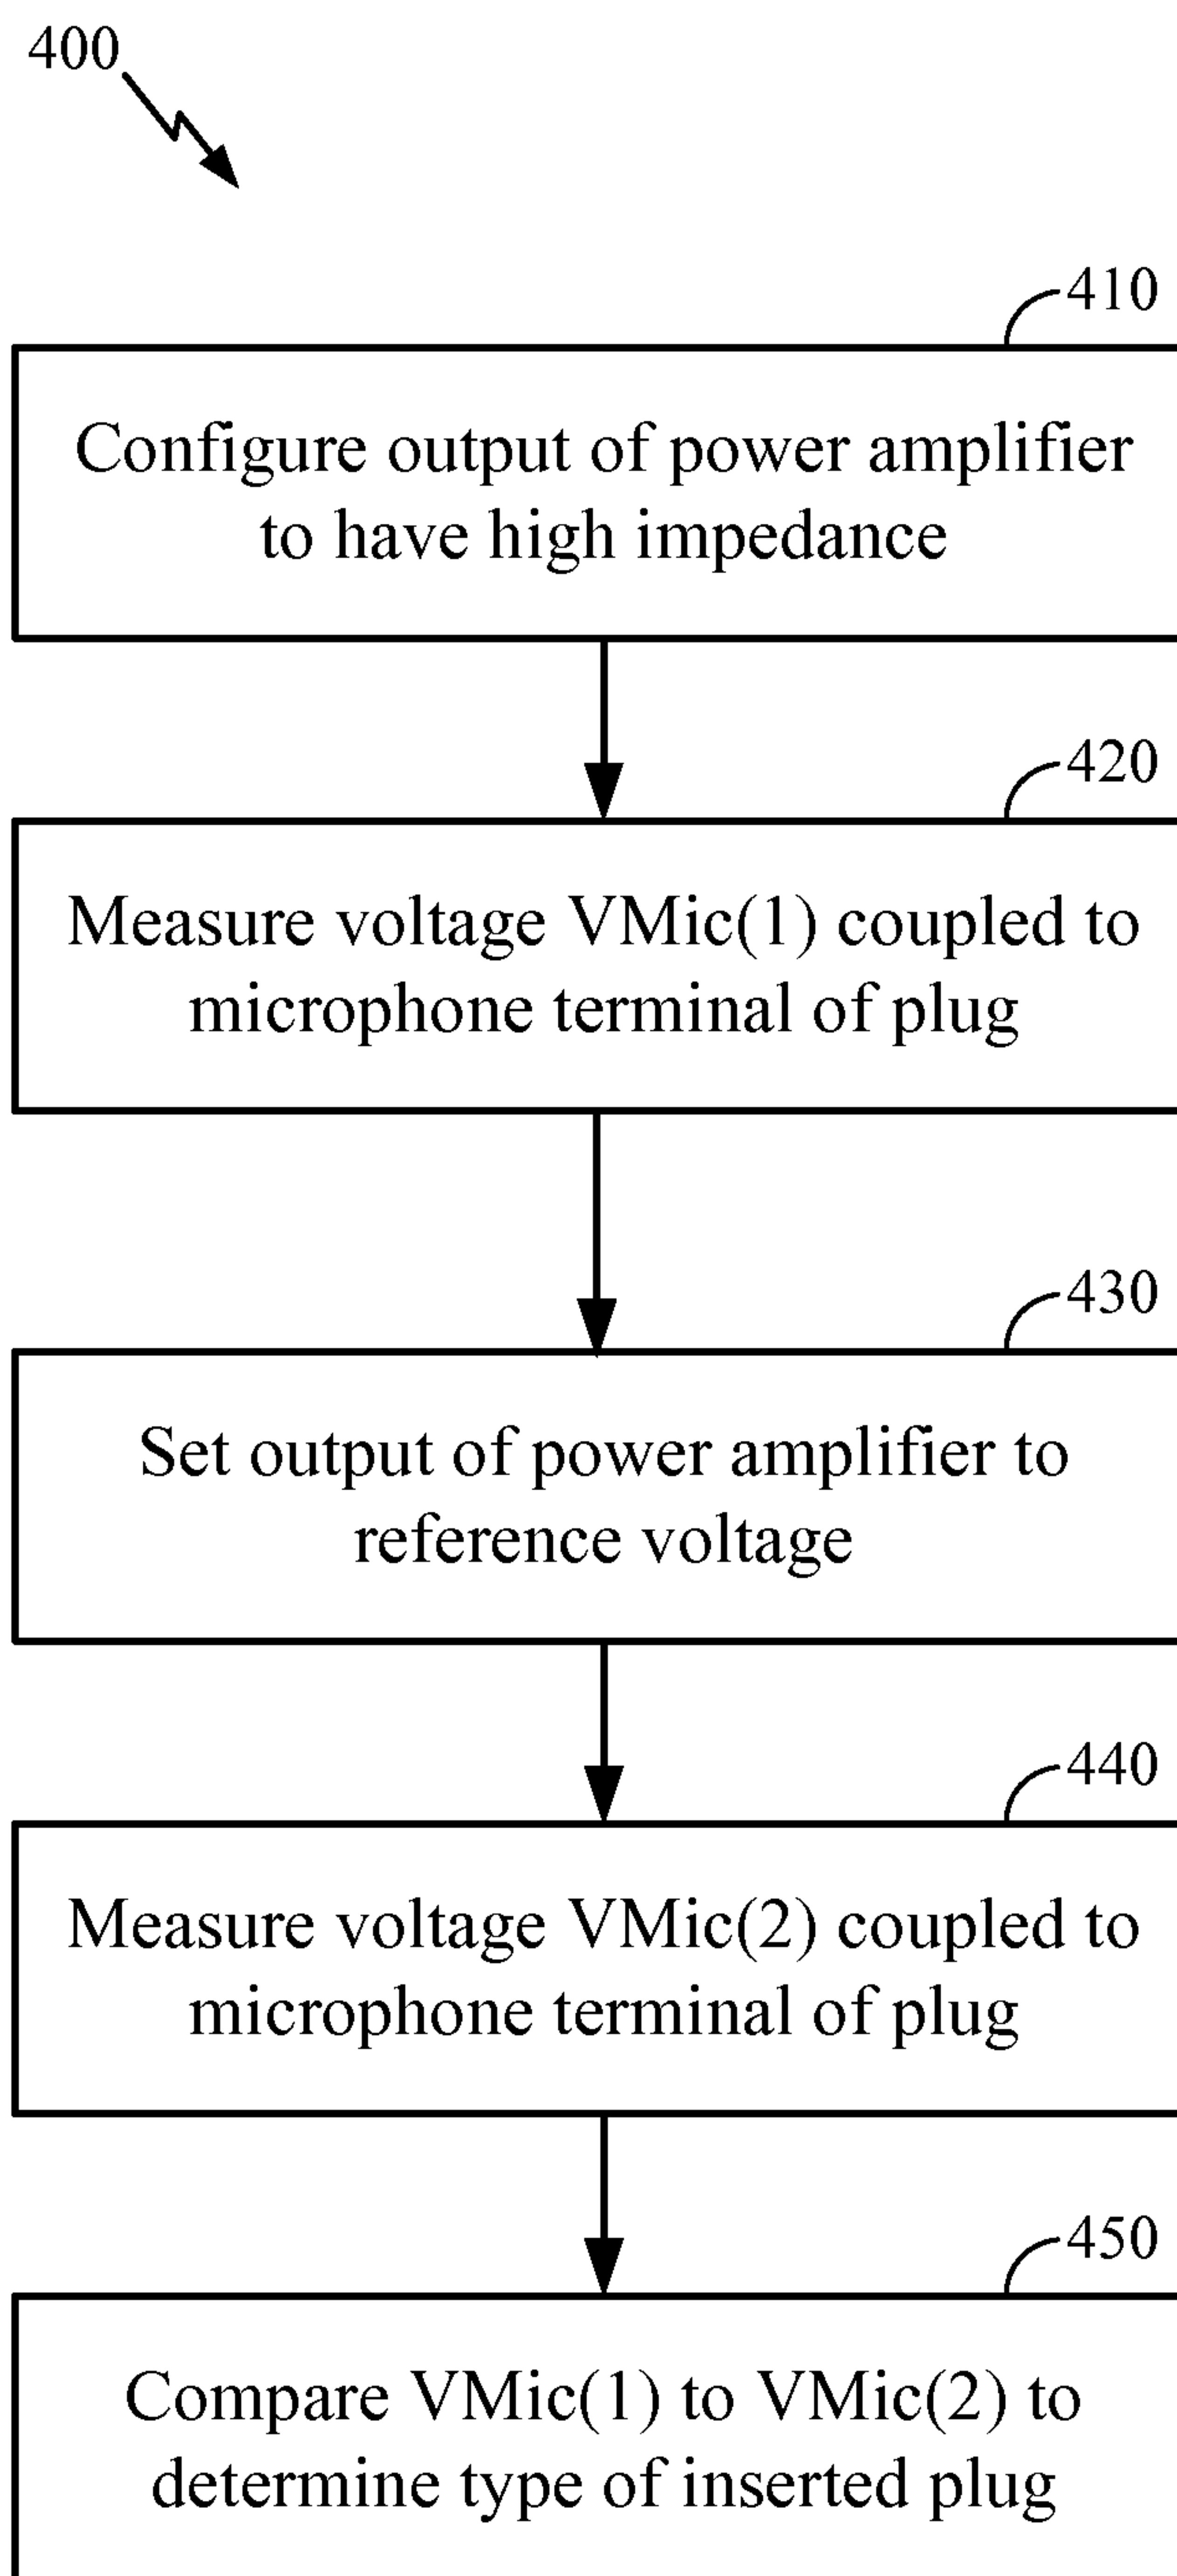 400
410
Configure output of power amplifier
to have high impedance
420
Measure voltage VMic(1) coupled to
microphone terminal of plug
430
Set output of power amplifier to
reference voltage
440
Measure voltage VMic(2) coupled to
microphone terminal of plug
450
Compare VMic(1) to VMic(2) to
determine type of inserted plug